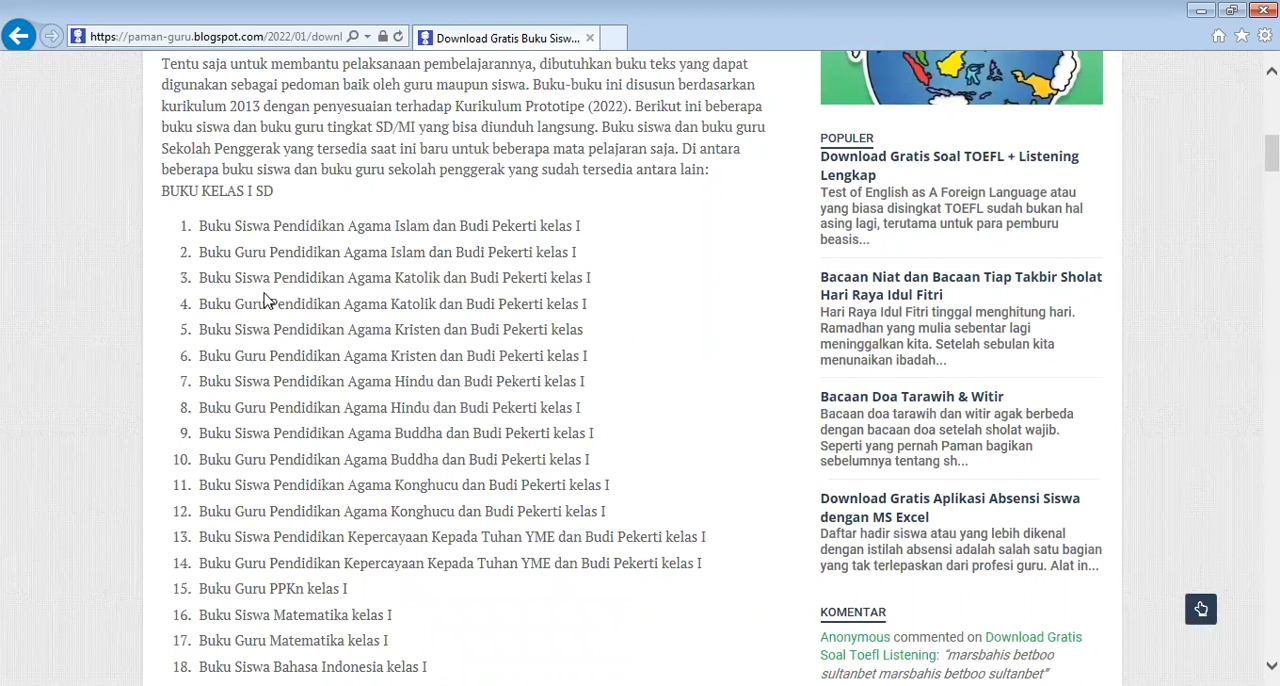 https://paman-guru.blogspot.com/2022/01/downl
Download Gratis Buku Sisw...
Tentu saja untuk membantu pelaksanaan pembelajarannya, dibutuhkan buku teks yang dapat
digunakan sebagai pedoman baik oleh guru maupun siswa. Buku-buku ini disusun berdasarkan
kurikulum 2013 dengan penyesuaian terhadap Kurikulum Prototipe (2022). Berikut ini beberapa
buku siswa dan buku guru tingkat SD/MI yang bisa diunduh langsung. Buku siswa dan buku guru
Sekolah Penggerak yang tersedia saat ini baru untuk beberapa mata pelajaran saja. Di antara
beberapa buku siswa dan buku guru sekolah penggerak yang sudah tersedia antara lain:
BUKU KELAS I SD
1. Buku Siswa Pendidikan Agama Islam dan Budi Pekerti kelas I
2. Buku Guru Pendidikan Agama Islam dan Budi Pekerti kelas I
3. Buku Siswa Pendidikan Agama Katolik dan Budi Pekerti kelas I
4. Buku Guru Pendidikan Agama Katolik dan Budi Pekerti kelas I
5. Buku Siswa Pendidikan Agama Kristen dan Budi Pekerti kelas
6. Buku Guru Pendidikan Agama Kristen dan Budi Pekerti kelas I
7. Buku Siswa Pendidikan Agama Hindu dan Budi Pekerti kelas I
8. Buku Guru Pendidikan Agama Hindu dan Budi Pekerti kelas I
9. Buku Siswa Pendidikan Agama Buddha dan Budi Pekerti kelas I
10. Buku Guru Pendidikan Agama Buddha dan Budi Pekerti kelas I
11. Buku Siswa Pendidikan Agama Konghucu dan Budi Pekerti kelas I
12. Buku Guru Pendidikan Agama Konghucu dan Budi Pekerti kelas I
13. Buku Siswa Pendidikan Kepercayaan Kepada Tuhan YME dan Budi Pekerti kelas I
14. Buku Guru Pendidikan Kepercayaan Kepada Tuhan YME dan Budi Pekerti kelas I
15. Buku Guru PPKn kelas I
16. Buku Siswa Matematika kelas I
17. Buku Guru Matematika kelas I
18. Buku Siswa Bahasa Indonesia kelas I
POPULER
Download Gratis Soal TOEFL + Listening
Lengkap
Test of English as A Foreign Language atau
yang biasa disingkat TOEFL sudah bukan hal
asing lagi, terutama untuk para pemburu
beasis...
Bacaan Niat dan Bacaan Tiap Takbir Sholat
Hari Raya Idul Fitri
Hari Raya Idul Fitri tinggal menghitung hari.
Ramadhan yang mulia sebentar lagi
meninggalkan kita. Setelah sebulan kita
menunaikan ibadah...
Bacaan Doa Tarawih & Witir
Bacaan doa tarawih dan witir agak berbeda
dengan bacaan doa setelah sholat wajib.
Seperti yang pernah Paman bagikan
sebelumnya tentang sh...
Download Gratis Aplikasi Absensi Siswa
dengan MS Excel
Daftar hadir siswa atau yang lebih dikenal
dengan istilah absensi adalah salah satu bagian
yang tak terlepaskan dari profesi guru. Alat in...
KOMENTAR
Anonymous commented on Download Gratis
Soal Toefl Listening: “marsbahis betboo
sultanbet marsbahis betboo sultanbet”